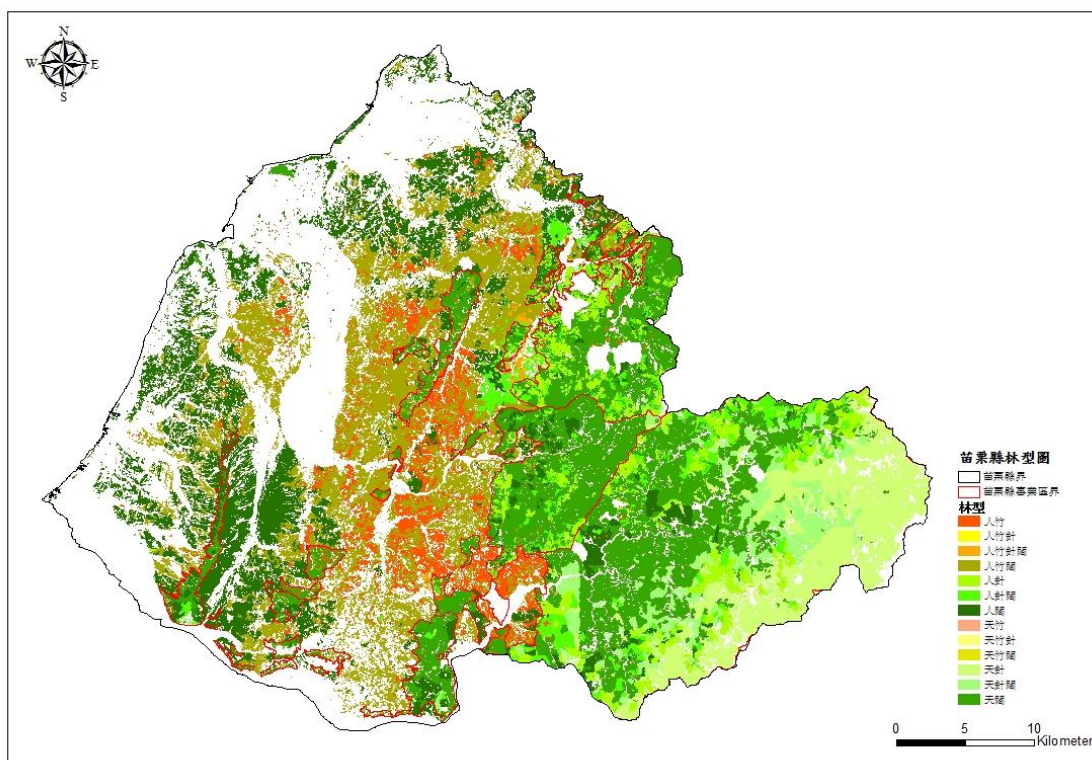 N
W E
S
苗栗縣林型圖
苗栗縣界
苗栗縣事業區界
林型
人竹
人竹針
人竹針闊
人竹闊
人針
人針闊
人闊
天竹
天竹針
天竹闊
天針
天針闊
天闊
0 5 10
Kilometer